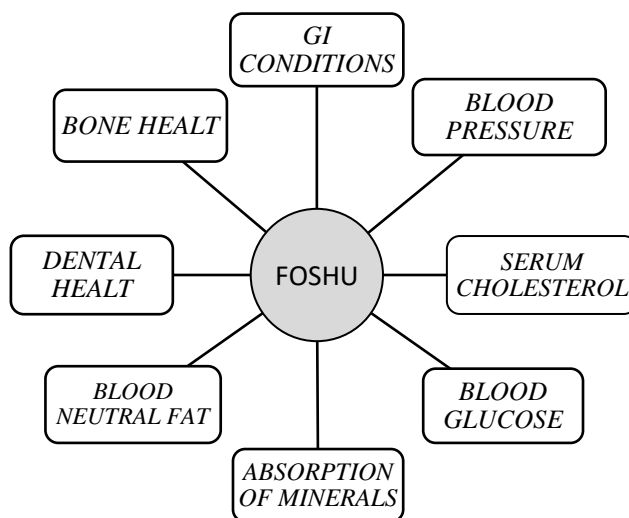 GI
CONDITIONS
BLOOD
PRESSURE
BONE HEALT
DENTAL
HEALT
FOSHU
SERUM
CHOLESTEROL
BLOOD
NEUTRAL FAT
BLOOD
GLUCOSE
ABSORPTION
OF MINERALS